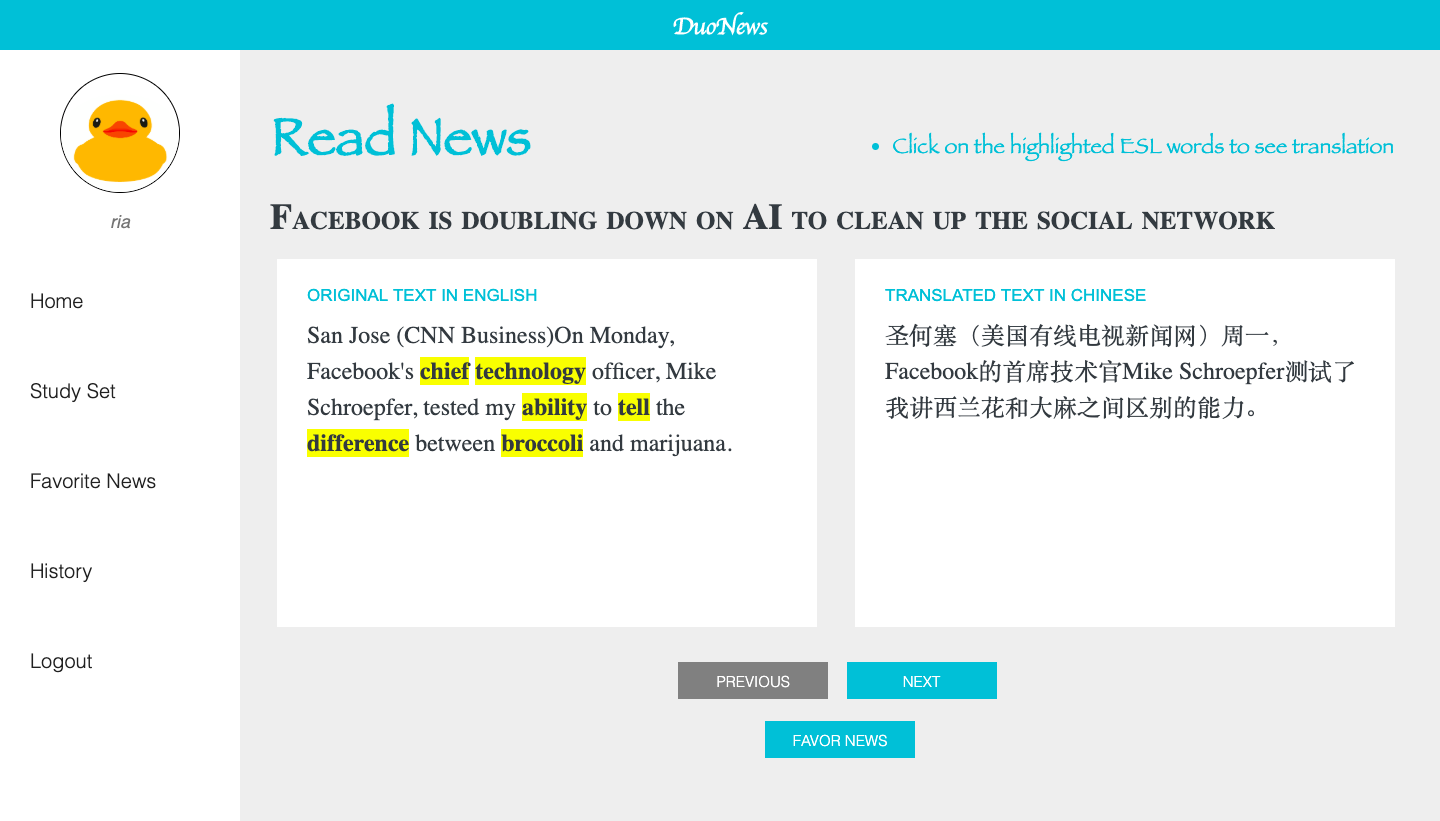 DuoNews
ria
Home
Study Set
Favorite News
History
Logout
Read News
• Click on the highlighted ESL words to see translation
Facebook is doubling down on AI to clean up the social network
ORIGINAL TEXT IN ENGLISH
San Jose (CNN Business)On Monday,
Facebook's chief technology officer, Mike
Schroepfer, tested my ability to tell the
difference between broccoli and marijuana.
TRANSLATED TEXT IN CHINESE
圣何塞（美国有线电视新闻网）周一，
Facebook的首席技术官Mike Schroepfer测试了
我讲西兰花和大麻之间区别的能力。
PREVIOUS
NEXT
FAVOR NEWS